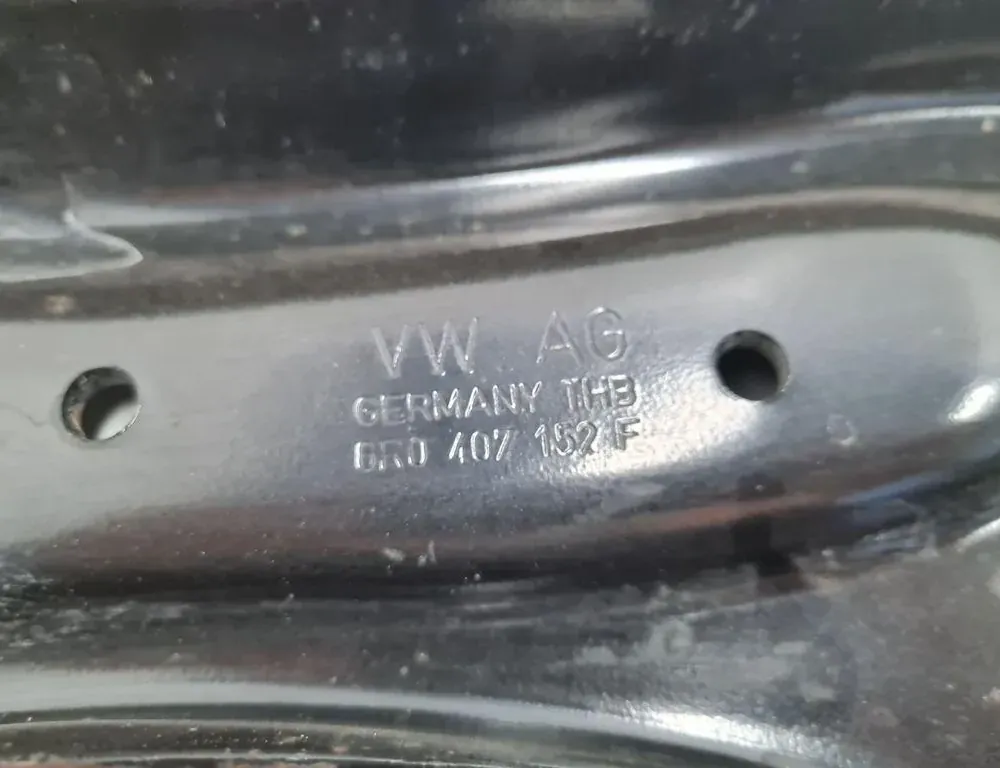 VW AG
GERMANY THB
6R0 407 152 F